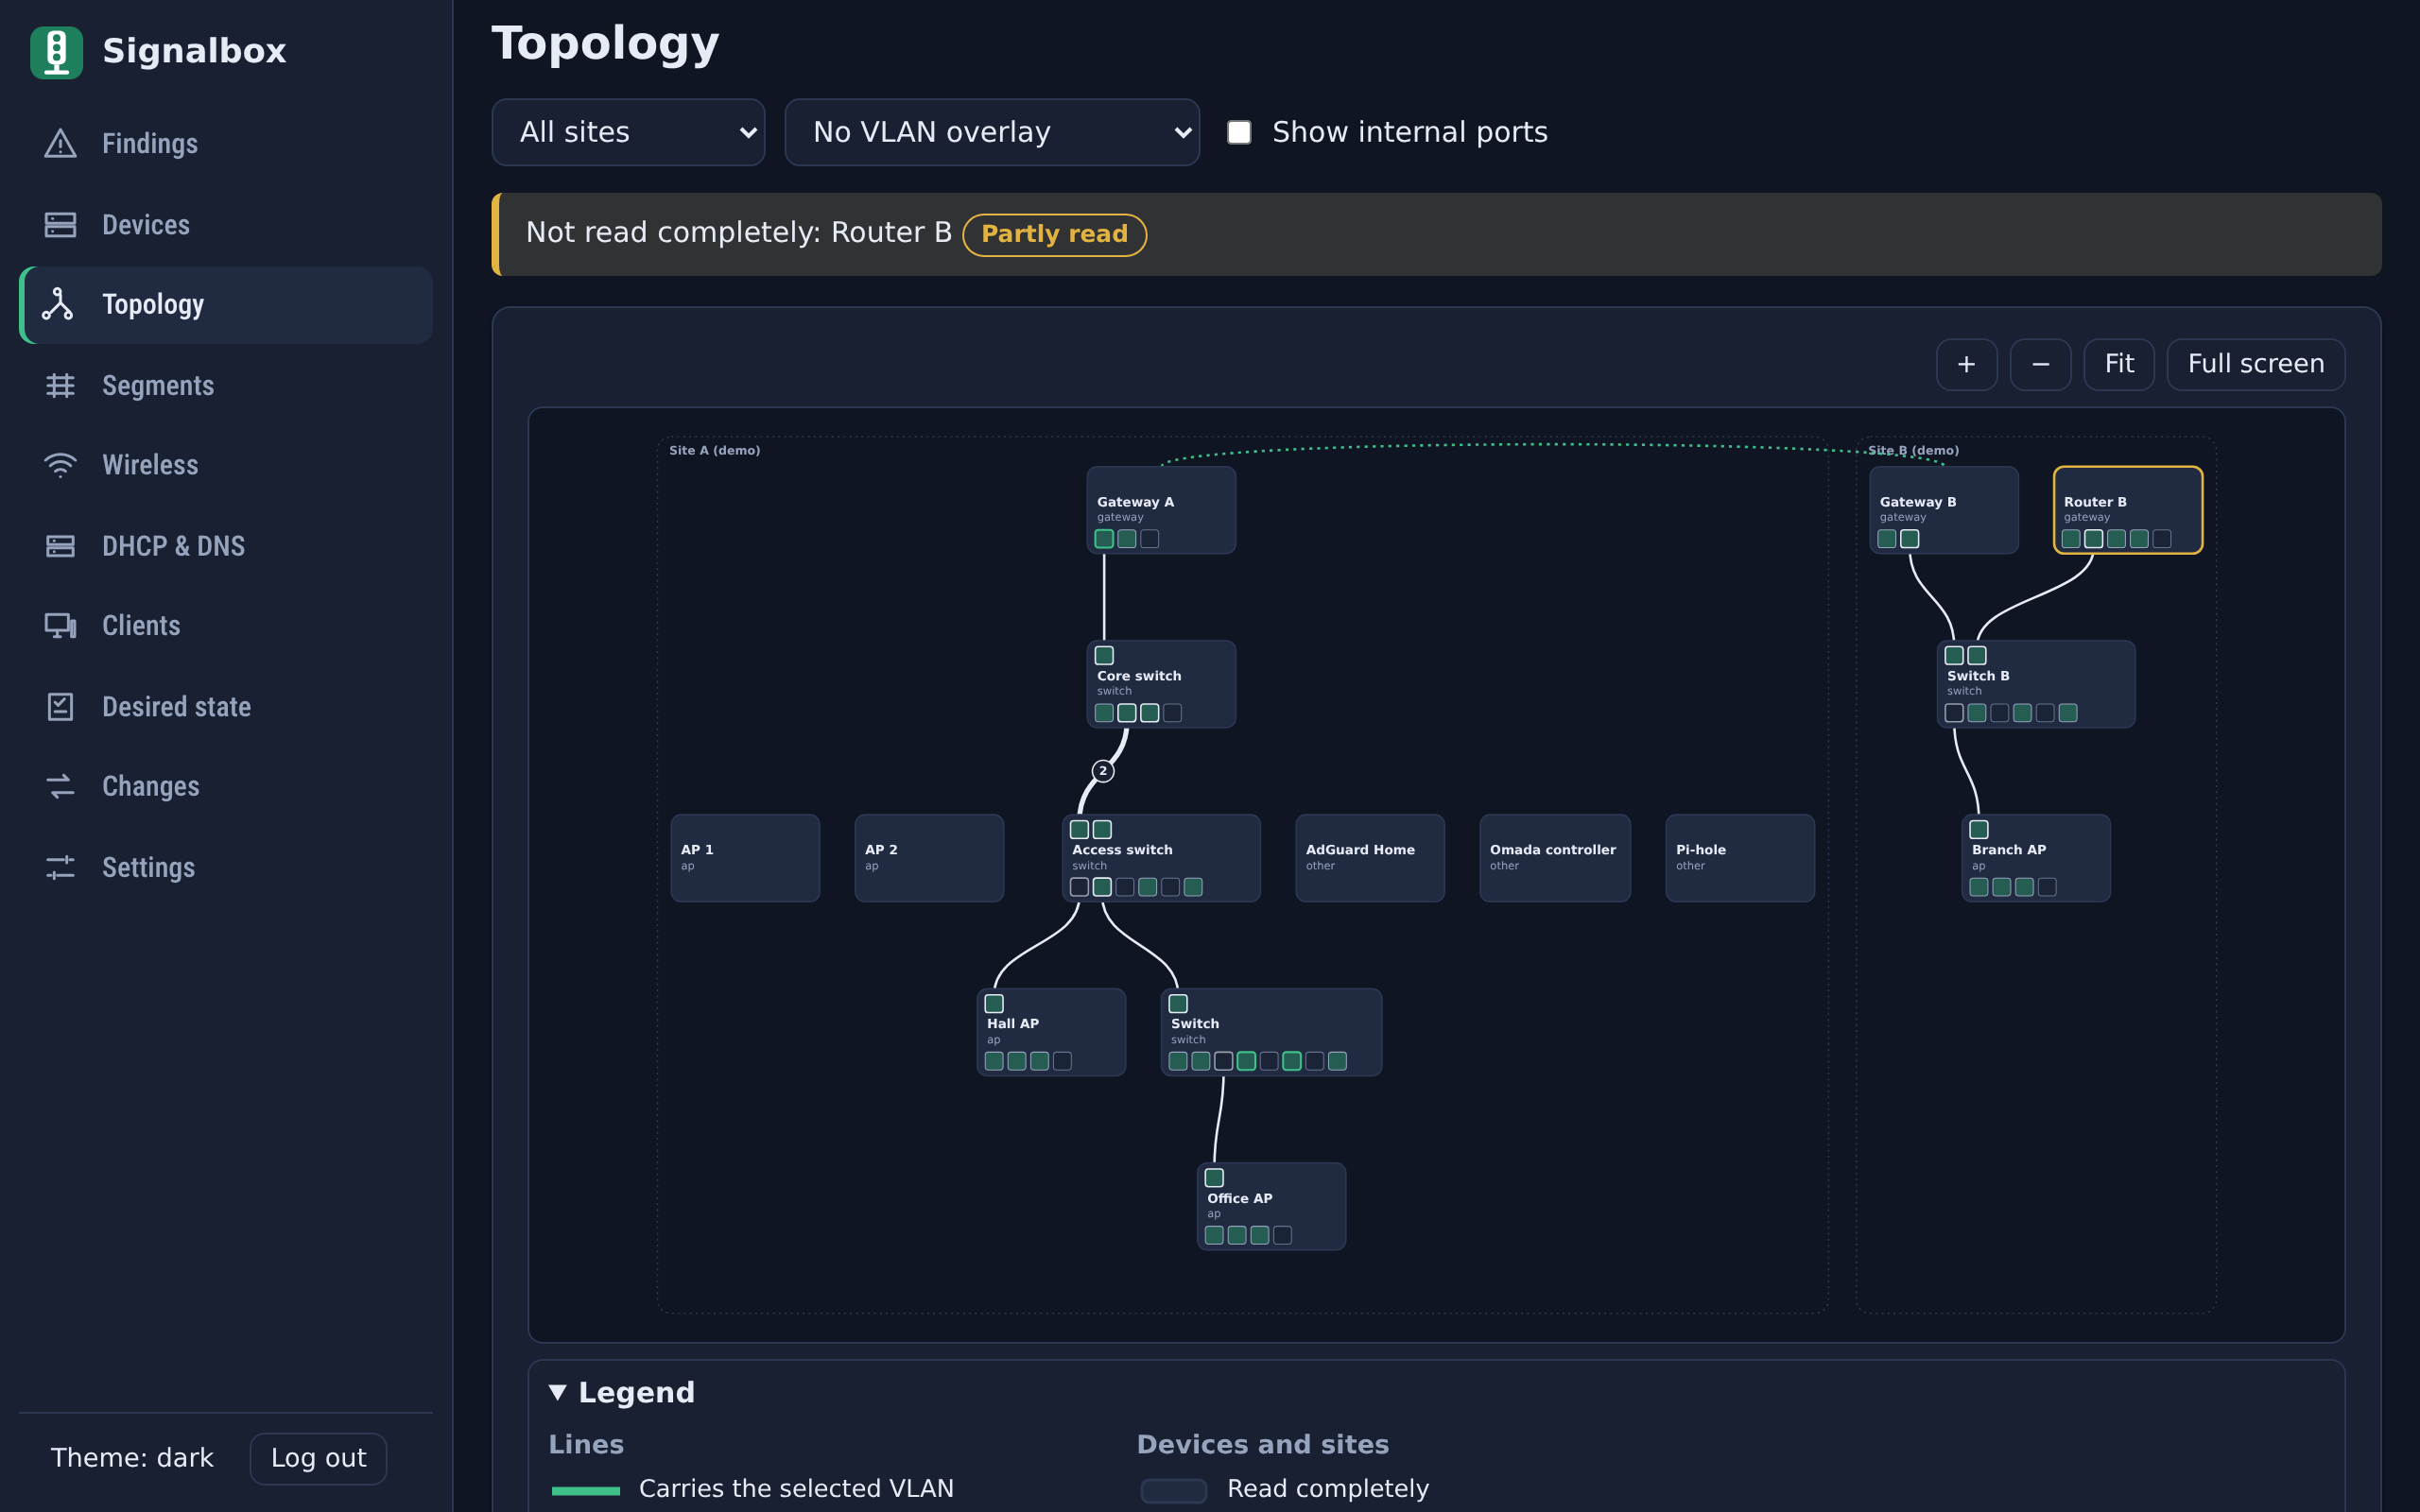 Signalbox
Findings
Devices
Topology
Segments
Wireless
DHCP & DNS
Clients
Desired state
Changes
Settings
Theme: dark
Log out
Topology
All sites
No VLAN overlay
Show internal ports
Not read completely: Router B Partly read
+
−
Fit
Full screen
Site A (demo)
Site B (demo)
Gateway A
gateway
Gateway B
gateway
Router B
gateway
Core switch
switch
Switch B
switch
2
AP 1
ap
AP 2
ap
Access switch
switch
AdGuard Home
other
Omada controller
other
Pi-hole
other
Branch AP
ap
Hall AP
ap
Switch
switch
Office AP
ap
Legend
Lines
Carries the selected VLAN
Devices and sites
Read completely